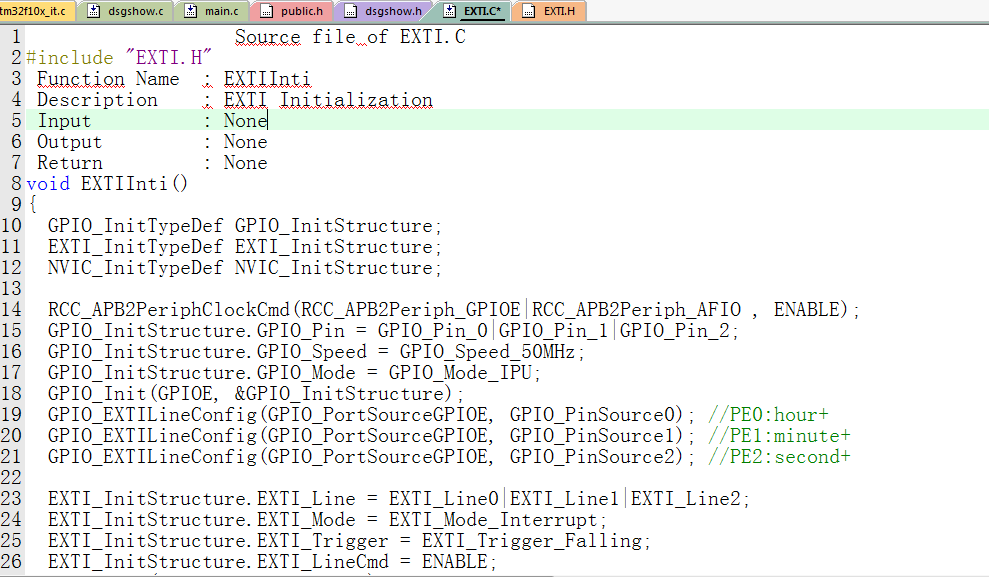 tm32f10x_it.c dsgshow.c main.c public.h dsgshow.h EXTI.C* EXTI.H
1 Source file of EXTI.C
2 #include "EXTI.H"
3 Function Name : EXTIInti
4 Description : EXTI Initialization
5 Input : None
6 Output : None
7 Return : None
8 void EXTIInti()
9 {
10 GPIO_InitTypeDef GPIO_InitStructure;
11 EXTI_InitTypeDef EXTI_InitStructure;
12 NVIC_InitTypeDef NVIC_InitStructure;
13
14 RCC_APB2PeriphClockCmd(RCC_APB2Periph_GPIOE|RCC_APB2Periph_AFIO , ENABLE);
15 GPIO_InitStructure.GPIO_Pin = GPIO_Pin_0|GPIO_Pin_1|GPIO_Pin_2;
16 GPIO_InitStructure.GPIO_Speed = GPIO_Speed_50MHz;
17 GPIO_InitStructure.GPIO_Mode = GPIO_Mode_IPU;
18 GPIO_Init(GPIOE, &GPIO_InitStructure);
19 GPIO_EXTILineConfig(GPIO_PortSourceGPIOE, GPIO_PinSource0); //PE0:hour+
20 GPIO_EXTILineConfig(GPIO_PortSourceGPIOE, GPIO_PinSource1); //PE1:minute+
21 GPIO_EXTILineConfig(GPIO_PortSourceGPIOE, GPIO_PinSource2); //PE2:second+
22
23 EXTI_InitStructure.EXTI_Line = EXTI_Line0|EXTI_Line1|EXTI_Line2;
24 EXTI_InitStructure.EXTI_Mode = EXTI_Mode_Interrupt;
25 EXTI_InitStructure.EXTI_Trigger = EXTI_Trigger_Falling;
26 EXTI_InitStructure.EXTI_LineCmd = ENABLE;